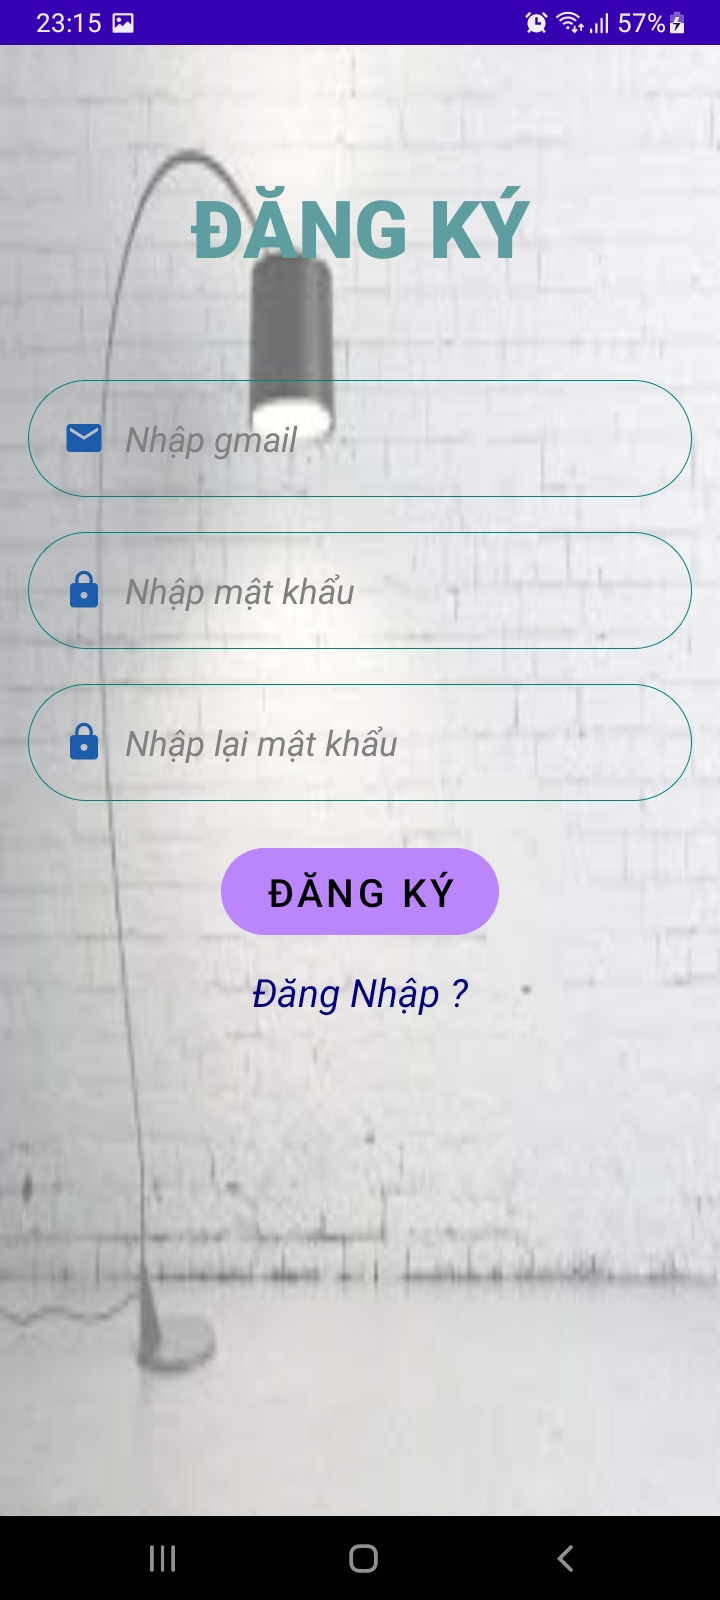 23:15 57%
ĐĂNG KÝ
Nhập gmail
Nhập mật khẩu
Nhập lại mật khẩu
ĐĂNG KÝ
Đăng Nhập ?